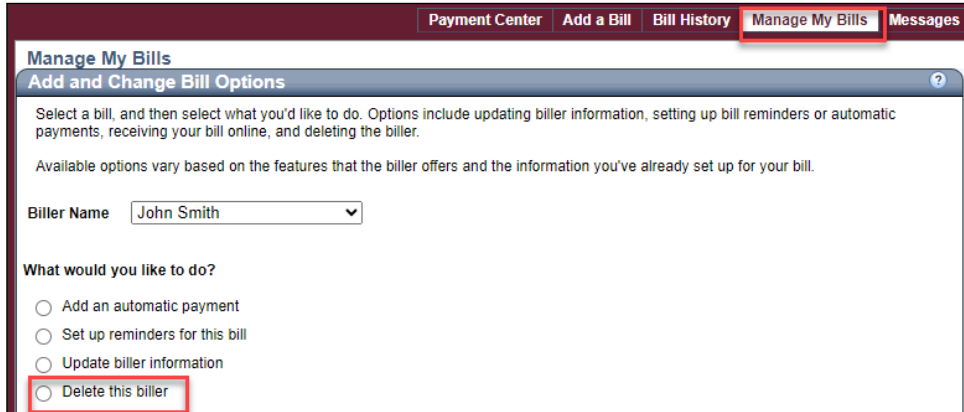 Payment Center Add a Bill Bill History Manage My Bills Messages
Manage My Bills
Add and Change Bill Options ?
Select a bill, and then select what you'd like to do. Options include updating biller information, setting up bill reminders or automatic
payments, receiving your bill online, and deleting the biller.
Available options vary based on the features that the biller offers and the information you've already set up for your bill.
Biller Name John Smith
What would you like to do?
Add an automatic payment
Set up reminders for this bill
Update biller information
Delete this biller